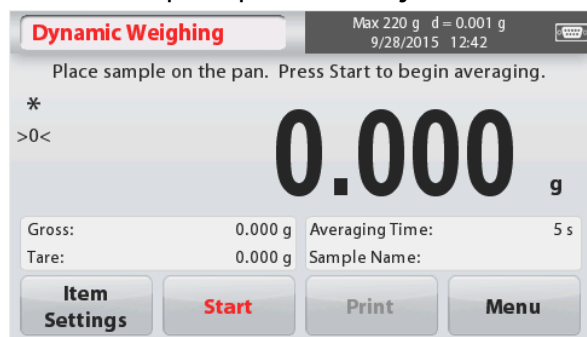 Dynamic Weighing
Max 220 g d = 0.001 g
9/28/2015 12:42
Place sample on the pan. Press Start to begin averaging.
*
>0<
0.000 g
Gross: 0.000 g
Tare: 0.000 g
Averaging Time: 5 s
Sample Name:
Item
Settings
Start
Print
Menu